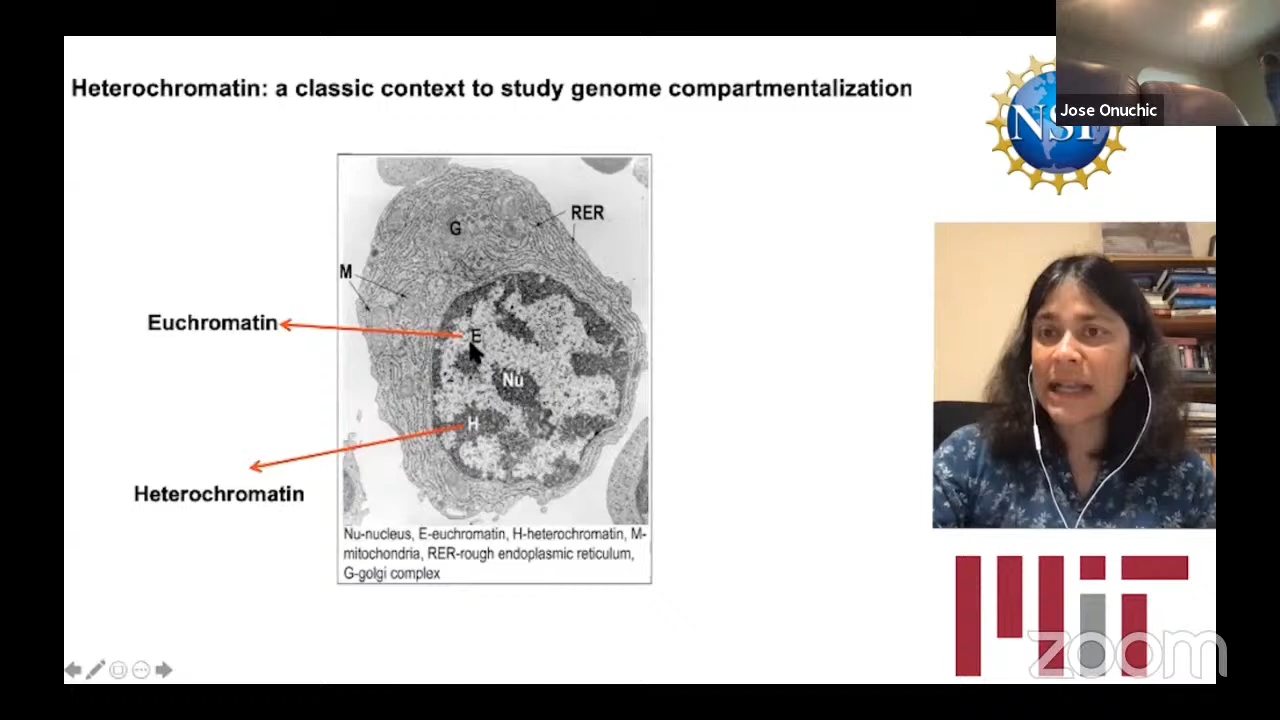 Heterochromatin: a classic context to study genome compartmentalization
NSF
Jose Onuchic
RER
G
M
Euchromatin
E
Nu
H
Heterochromatin
Nu-nucleus, E-euchromatin, H-heterochromatin, M-
mitochondria, RER-rough endoplasmic reticulum,
G-golgi complex
MIT
zoom